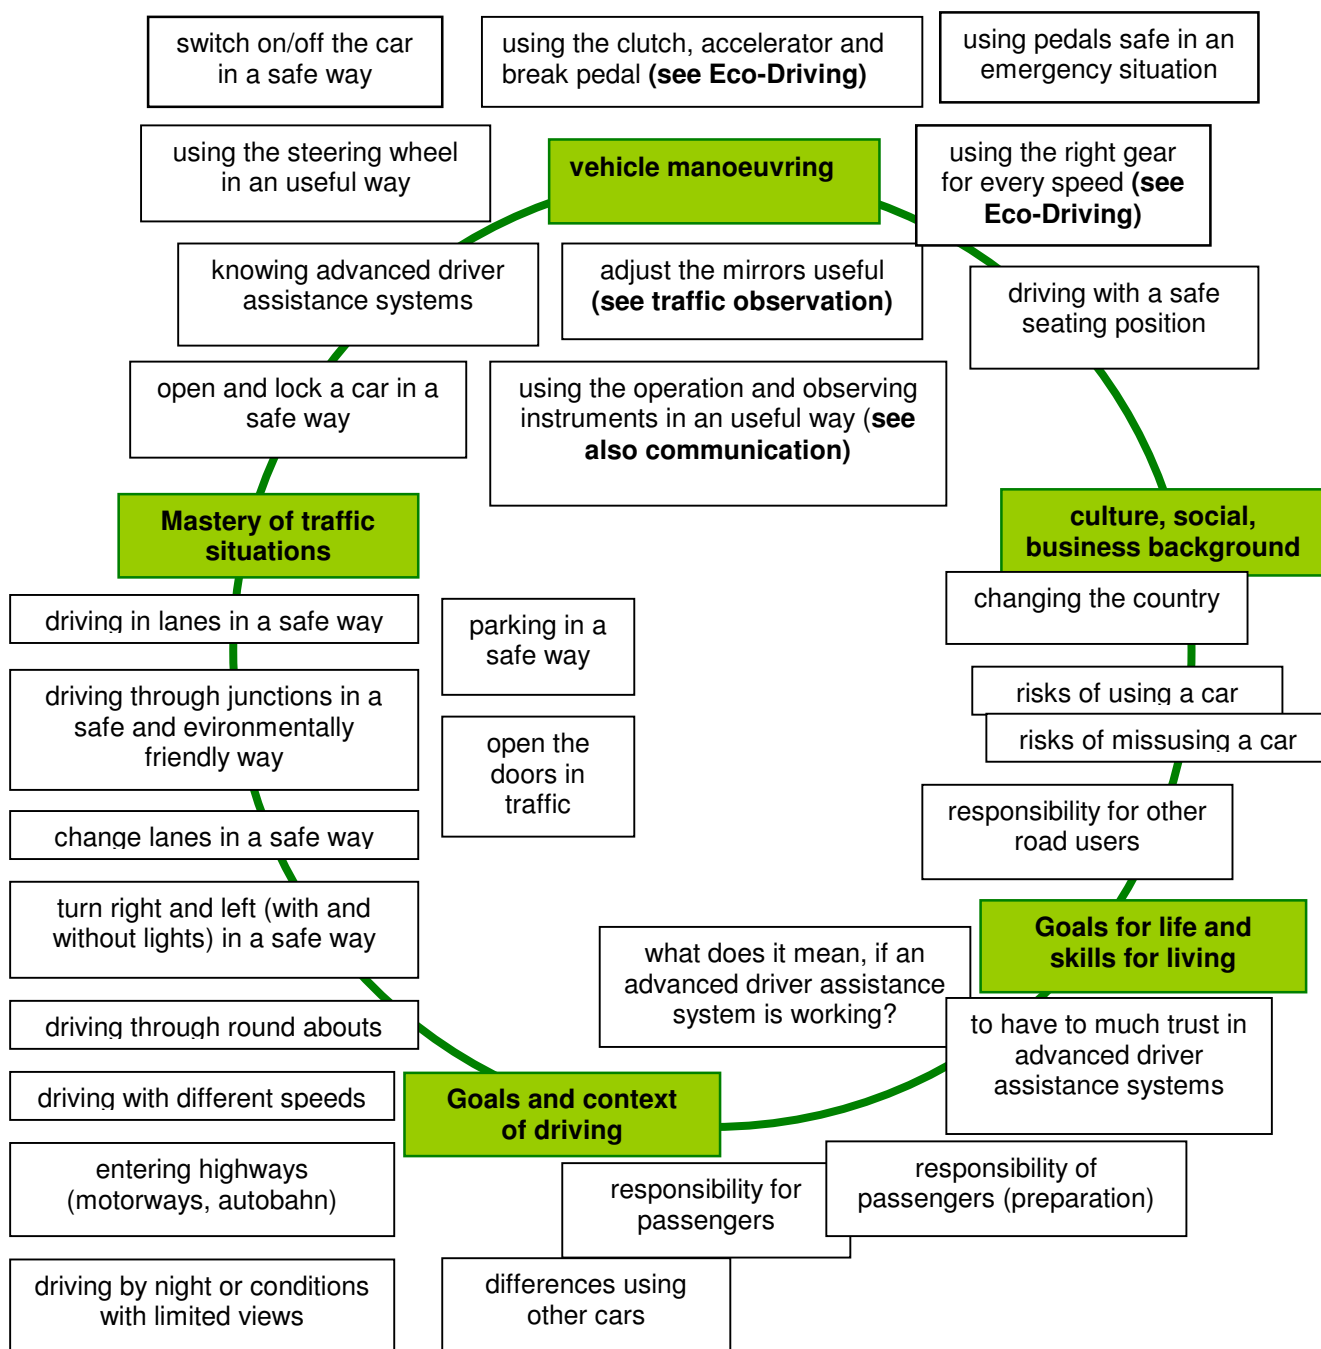 switch on/off the car
in a safe way
using the clutch, accelerator and
break pedal (see Eco-Driving)
using pedals safe in an
emergency situation
using the steering wheel
in an useful way
vehicle manoeuvring
using the right gear
for every speed (see
Eco-Driving)
knowing advanced driver
assistance systems
adjust the mirrors useful
(see traffic observation)
driving with a safe
seating position
open and lock a car in a
safe way
using the operation and observing
instruments in an useful way (see
also communication)
Mastery of traffic
situations
culture, social,
business background
driving in lanes in a safe way
parking in a
safe way
changing the country
driving through junctions in a
safe and evironmentally
friendly way
open the
doors in
traffic
risks of using a car
risks of missusing a car
change lanes in a safe way
responsibility for other
road users
turn right and left (with and
without lights) in a safe way
what does it mean, if an
advanced driver assistance
system is working?
Goals for life and
skills for living
driving through round abouts
to have to much trust in
advanced driver
assistance systems
driving with different speeds
Goals and context
of driving
entering highways
(motorways, autobahn)
responsibility for
passengers
responsibility of
passengers (preparation)
driving by night or conditions
with limited views
differences using
other cars